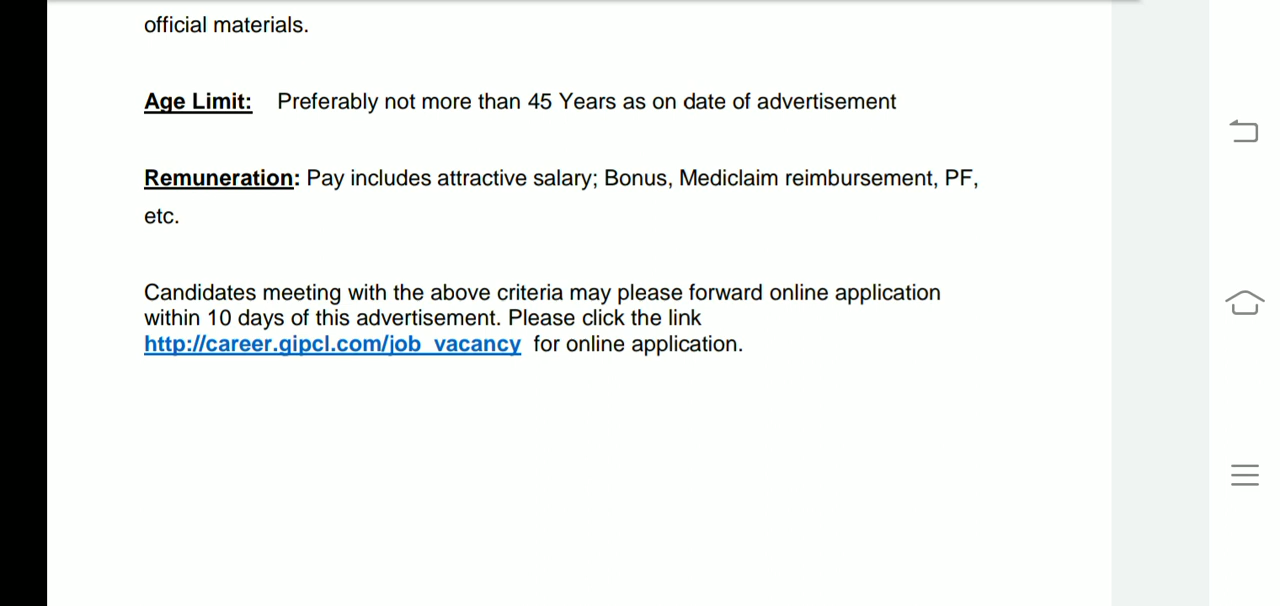 official materials.
Age Limit: Preferably not more than 45 Years as on date of advertisement
Remuneration: Pay includes attractive salary; Bonus, Mediclaim reimbursement, PF,
etc.
Candidates meeting with the above criteria may please forward online application
within 10 days of this advertisement. Please click the link
http://career.gipcl.com/job_vacancy for online application.